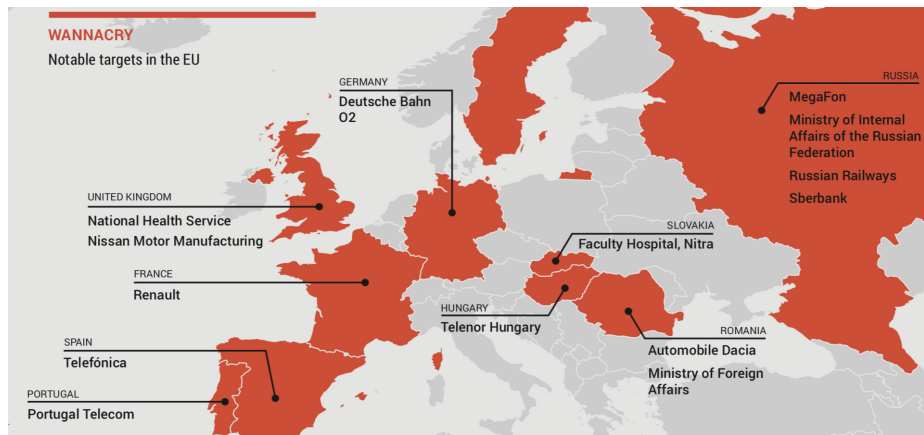 WANNACRY
Notable targets in the EU
GERMANY
Deutsche Bahn
O2
RUSSIA
MegaFon
Ministry of Internal
Affairs of the Russian
Federation
Russian Railways
Sberbank
UNITED KINGDOM
National Health Service
Nissan Motor Manufacturing
SLOVAKIA
Faculty Hospital, Nitra
FRANCE
Renault
HUNGARY
Telenor Hungary
ROMANIA
Automobile Dacia
Ministry of Foreign
Affairs
SPAIN
Telefónica
PORTUGAL
Portugal Telecom